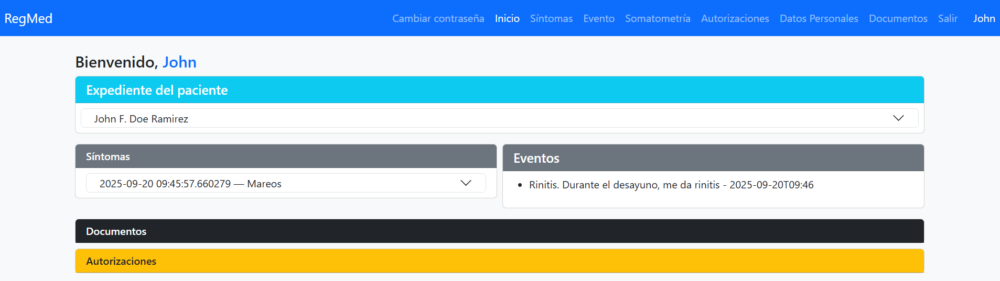 RegMed Cambiar contraseña Inicio Síntomas Evento Somatometría Autorizaciones Datos Personales Documentos Salir John
Bienvenido, John
Expediente del paciente
John F. Doe Ramirez
Síntomas
2025-09-20 09:45:57.660279 — Mareos
Eventos
Rinitis. Durante el desayuno, me da rinitis - 2025-09-20T09:46
Documentos
Autorizaciones